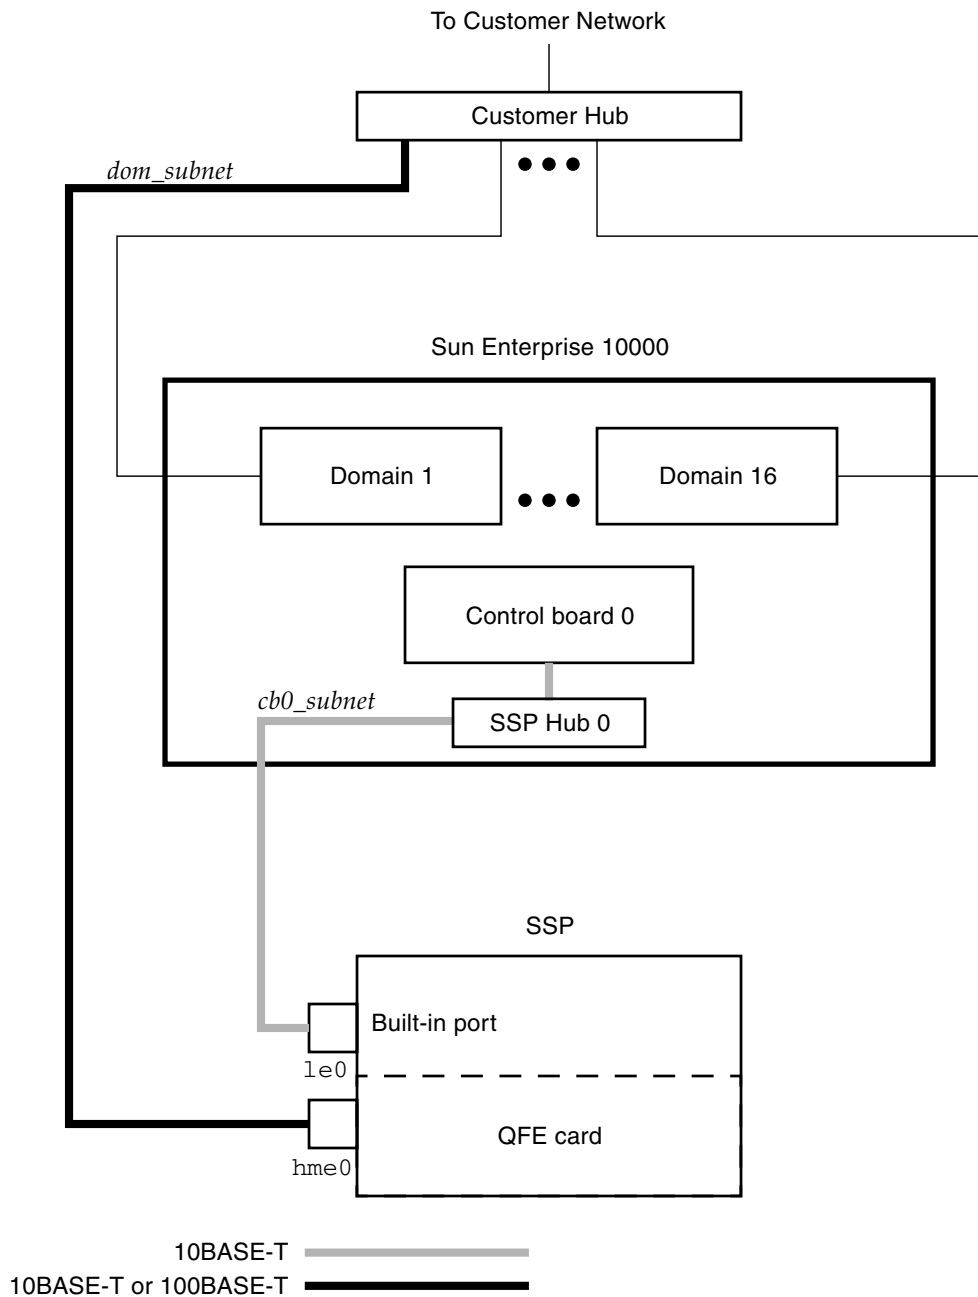 To Customer Network
Customer Hub
dom_subnet
Sun Enterprise 10000
Domain 1
Domain 16
Control board 0
cb0_subnet
SSP Hub 0
SSP
Built-in port
le0
QFE card
hme0
10BASE-T
10BASE-T or 100BASE-T